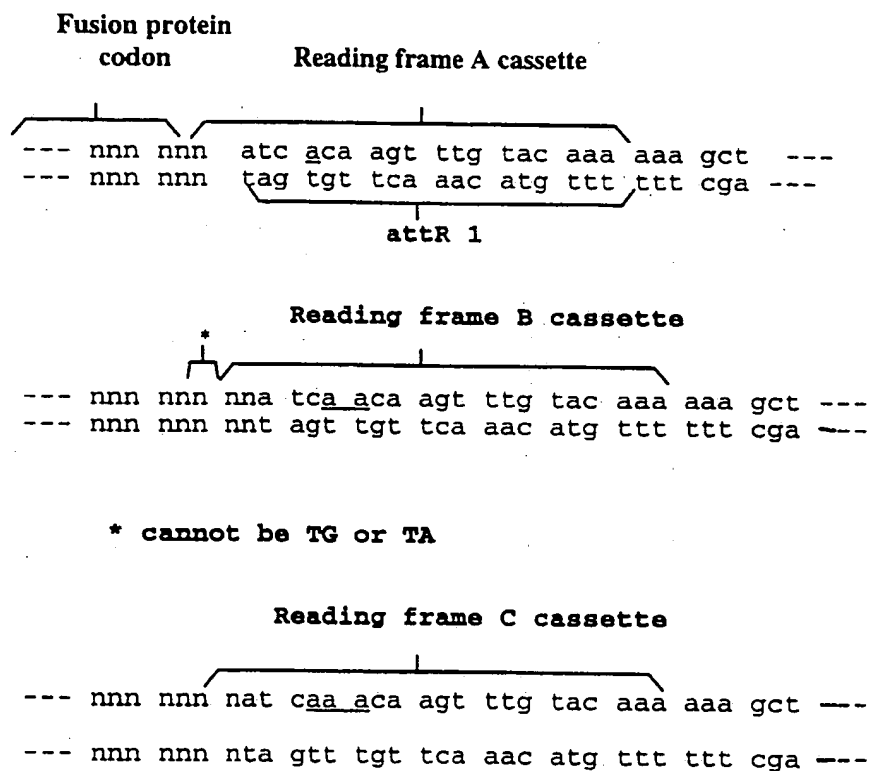 Fusion protein
codon
Reading frame A cassette
--- nnn nnn atc aca agt ttg tac aaa aaa gct ---
--- nnn nnn tag tgt tca aac atg ttt ttt cga ---
attR 1
Reading frame B cassette
*
--- nnn nnn nna tca aca agt ttg tac aaa aaa gct ---
--- nnn nnn nnt agt tgt tca aac atg ttt ttt cga ---
* cannot be TG or TA
Reading frame C cassette
--- nnn nnn nat caa aca agt ttg tac aaa aaa gct ---
--- nnn nnn nta gtt tgt tca aac atg ttt ttt cga ---